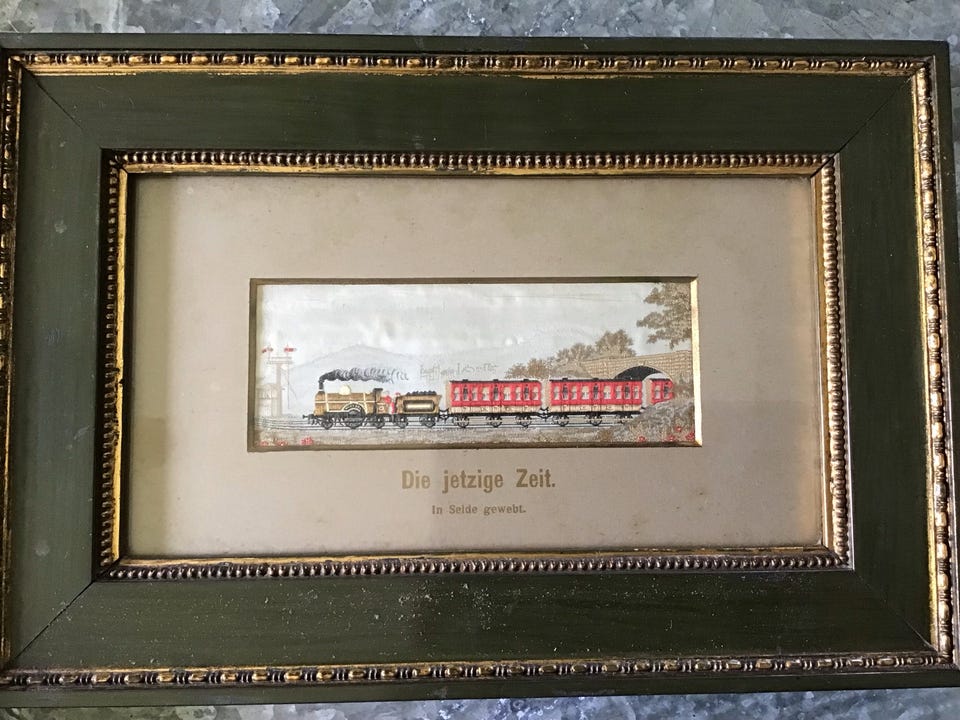 Die jetzige Zeit.
In Seide gewebt.